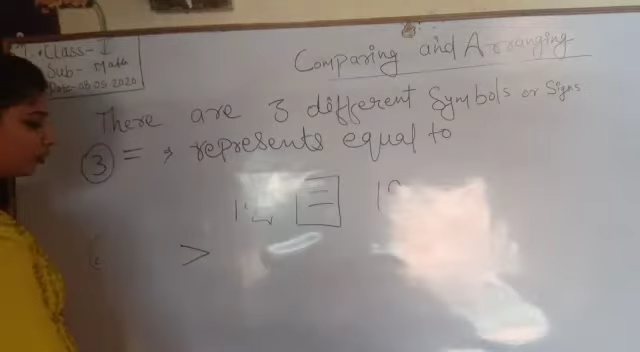 Class- I
Sub- Math
Date- 03.05.2020
Comparing and Arranging
There are 3 different Symbols or Signs
③ = , represents equal to
=
>